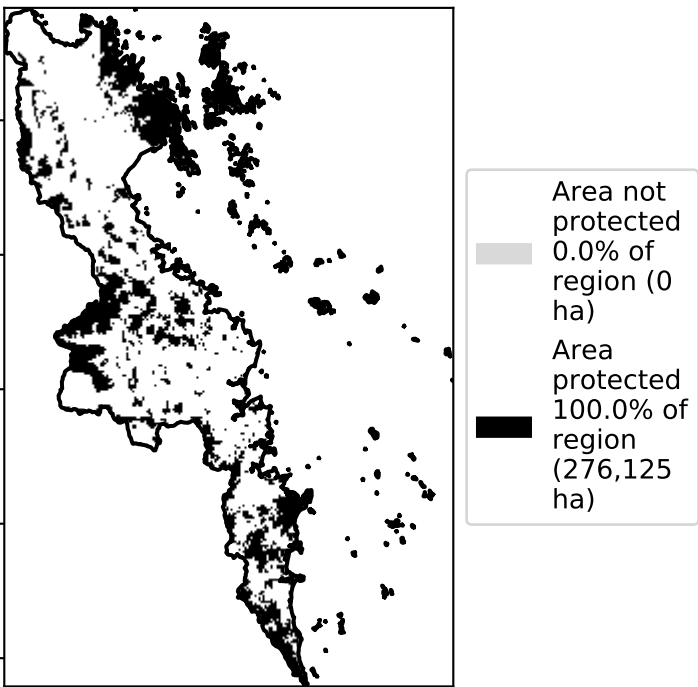 Area not
protected
0.0% of
region (0
ha)
Area
protected
100.0% of
region
(276,125
ha)